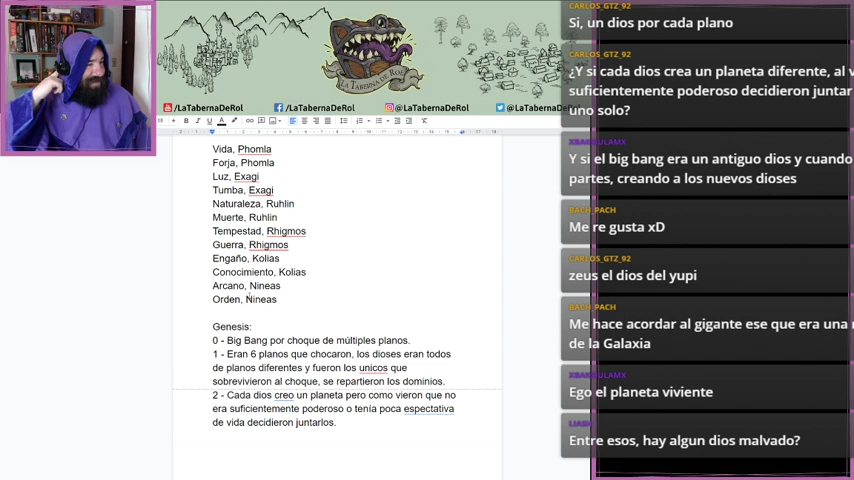 LA TABERNA DE ROL
/LaTabernaDeRol
/LaTabernaDeRol
@LaTabernaDeRol
@LaTabernaDeRol
Vida, Phomla
Forja, Phomla
Luz, Exagi
Tumba, Exagi
Naturaleza, Ruhlin
Muerte, Ruhlin
Tempestad, Rhigmos
Guerra, Rhigmos
Engaño, Kolias
Conocimiento, Kolias
Arcano, Nineas
Orden, Nineas
Genesis:
0 - Big Bang por choque de múltiples planos.
1 - Eran 6 planos que chocaron, los dioses eran todos
de planos diferentes y fueron los unicos que
sobrevivieron al choque, se repartieron los dominios.
2 - Cada dios creo un planeta pero como vieron que no
era suficientemente poderoso o tenía poca espectativa
de vida decidieron juntarlos.
CARLOS_GTZ_92
Si, un dios por cada plano
CARLOS_GTZ_92
¿Y si cada dios crea un planeta diferente, al v
suficientemente poderoso decidieron juntar
uno solo?
Y si el big bang era un antiguo dios y cuando
partes, creando a los nuevos dioses
BACH_PACH
Me re gusta xD
CARLOS_GTZ_92
zeus el dios del yupi
BACH_PACH
Me hace acordar al gigante ese que era una
de la Galaxia
Ego el planeta viviente
Entre esos, hay algun dios malvado?